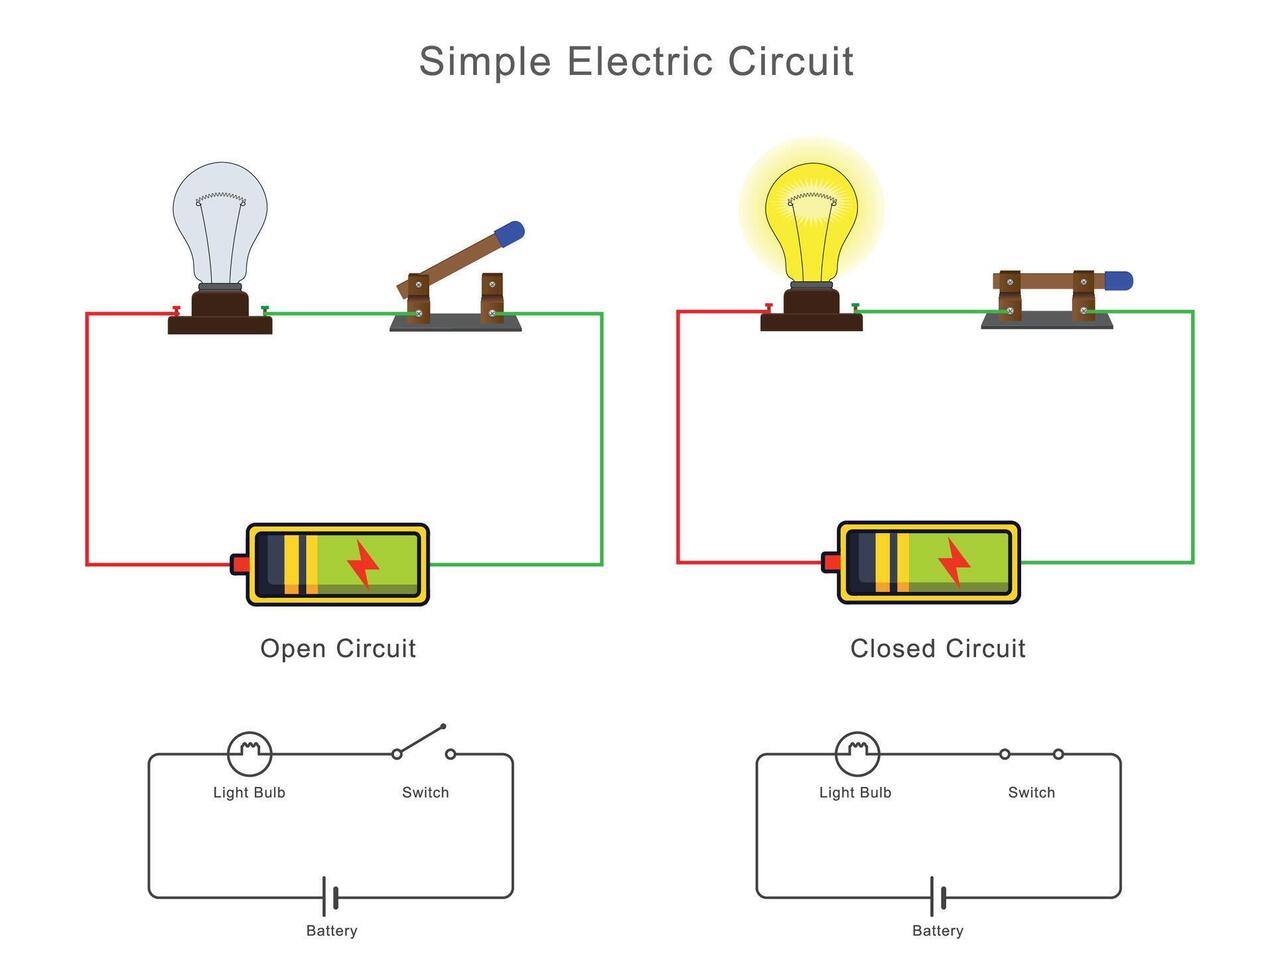 Simple Electric Circuit
Open Circuit
Closed Circuit
Light Bulb
Switch
Light Bulb
Switch
Battery
Battery